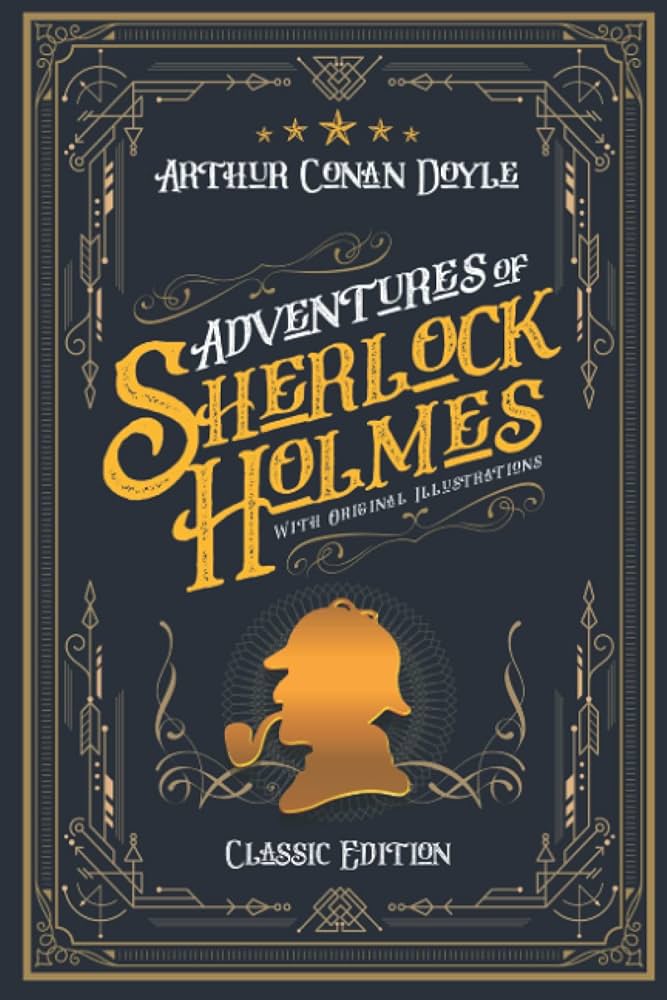 Arthur Conan Doyle
Adventures of
Sherlock
Holmes
With Original Illustrations
Classic Edition